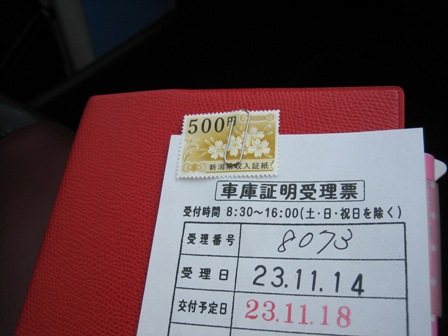 500円
新潟県収入証紙
車庫証明受理票
受付時間 8:30～16:00(土・日・祝日を除く)
受理番号 8073
受理日 23.11.14
交付予定日 23.11.18